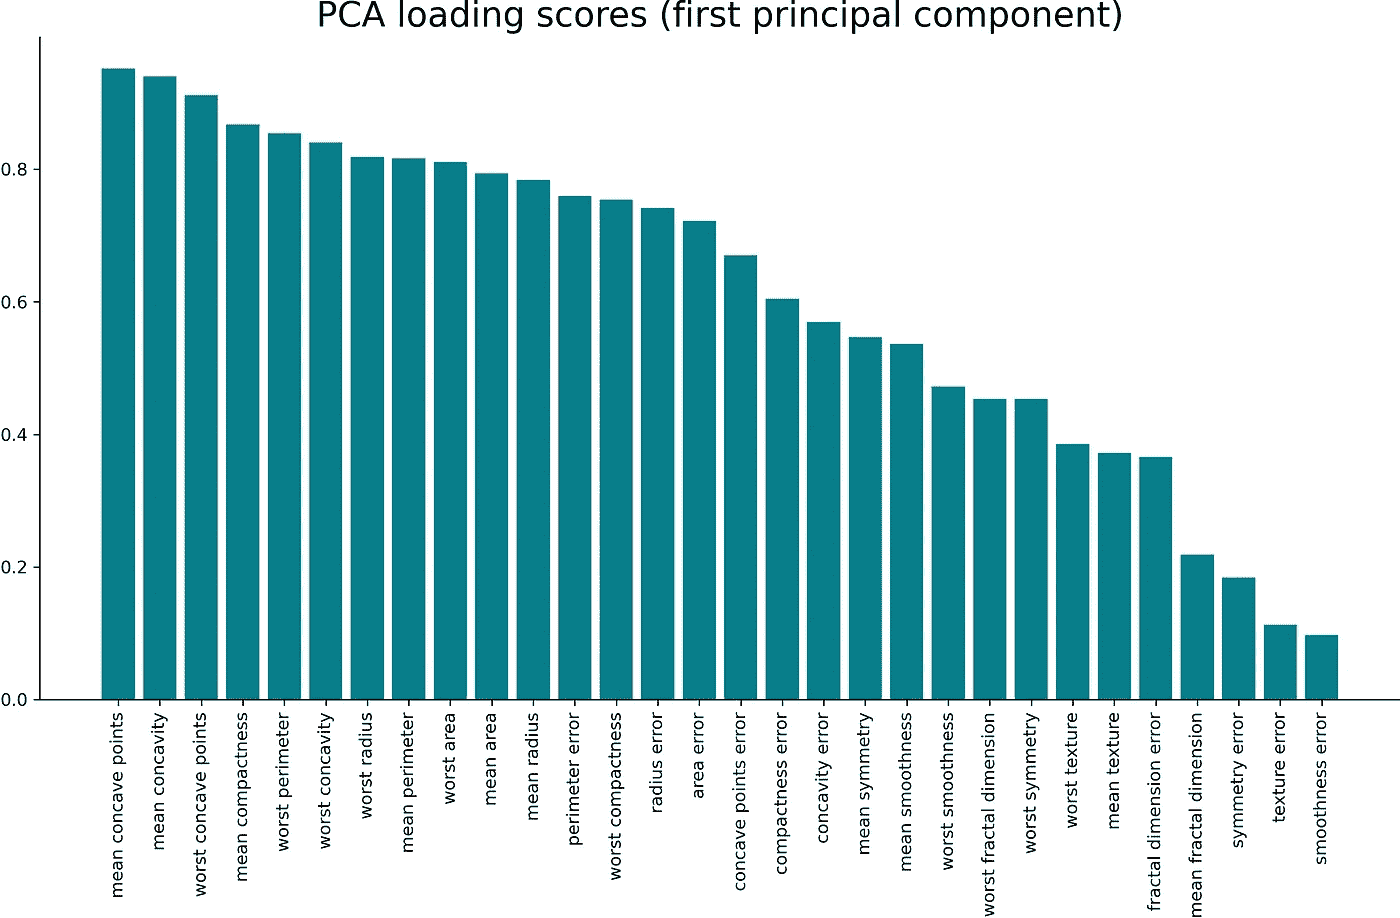 PCA loading scores (first principal component)
0.8
0.6
0.4
0.2
0.0
mean concave points
mean concavity
worst concave points
mean compactness
worst perimeter
worst concavity
worst radius
mean perimeter
worst area
mean area
mean radius
perimeter error
worst compactness
radius error
area error
concave points error
compactness error
concavity error
mean symmetry
mean smoothness
worst smoothness
worst fractal dimension
worst symmetry
worst texture
mean texture
fractal dimension error
mean fractal dimension
symmetry error
texture error
smoothness error